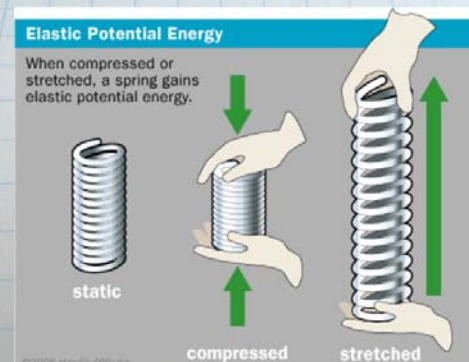 Elastic Potential Energy
When compressed or
stretched, a spring gains
elastic potential energy.
static
compressed
stretched